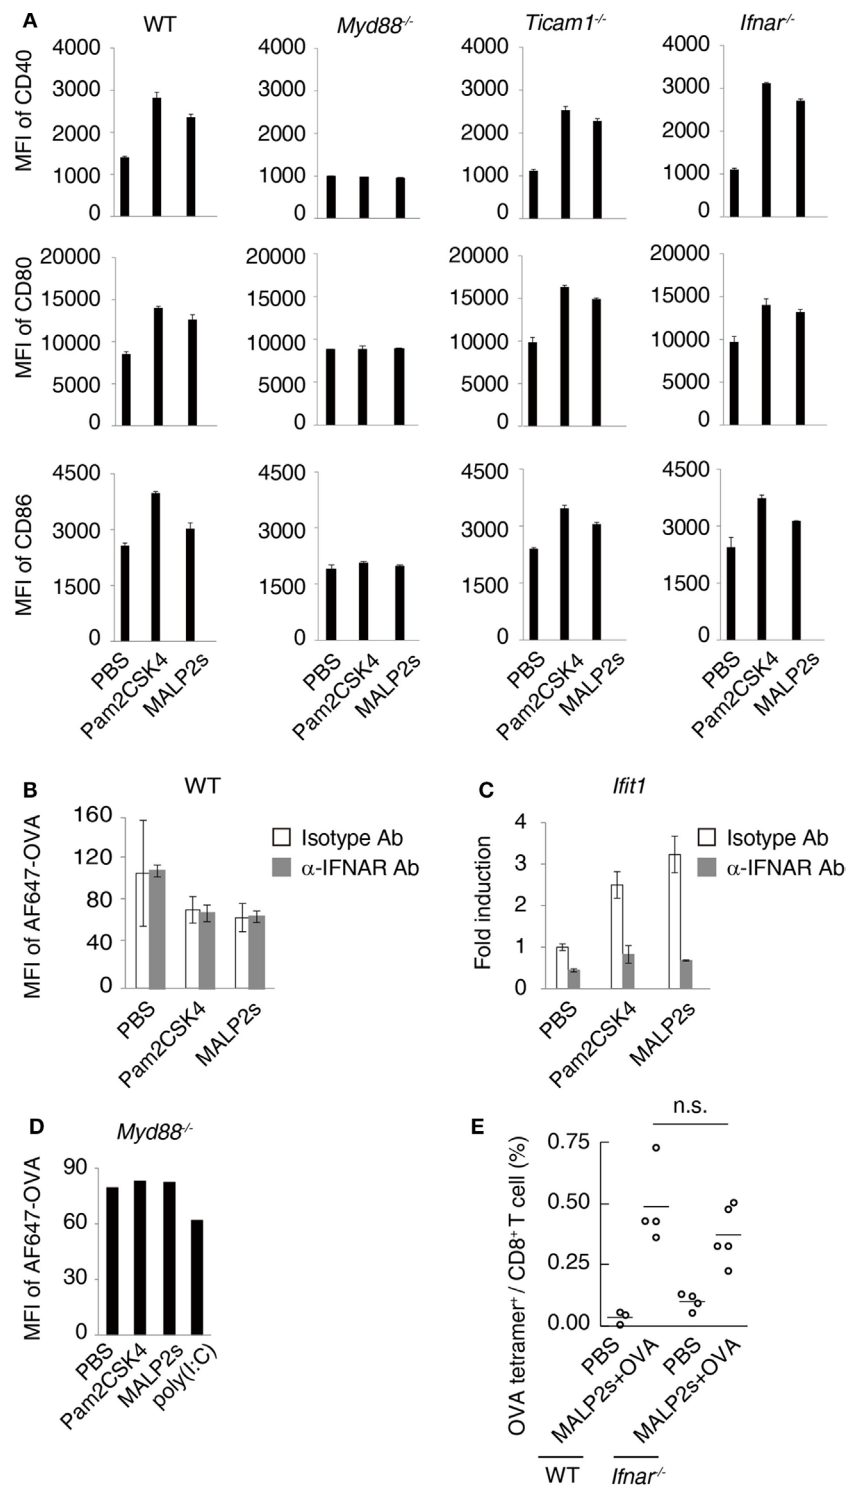 A
WT
Myd88-/-
Ticam1-/-
Ifnar-/-
MFI of CD40
4000
3000
2000
1000
0
4000
3000
2000
1000
0
4000
3000
2000
1000
0
4000
3000
2000
1000
0
MFI of CD80
20000
15000
10000
5000
0
20000
15000
10000
5000
0
20000
15000
10000
5000
0
20000
15000
10000
5000
0
MFI of CD86
4500
3000
1500
0
4500
3000
1500
0
4500
3000
1500
0
4500
3000
1500
0
PBS
Pam2CSK4
MALP2s
PBS
Pam2CSK4
MALP2s
PBS
Pam2CSK4
MALP2s
PBS
Pam2CSK4
MALP2s
B
WT
MFI of AF647-OVA
160
120
80
40
0
Isotype Ab
α-IFNAR Ab
PBS
Pam2CSK4
MALP2s
C
Ifit1
Fold induction
4
3
2
1
0
Isotype Ab
α-IFNAR Ab
PBS
Pam2CSK4
MALP2s
D
Myd88-/-
MFI of AF647-OVA
90
60
30
0
PBS
Pam2CSK4
MALP2s
poly(I:C)
E
n.s.
OVA tetramer+ / CD8+ T cell (%)
0.75
0.50
0.25
0.00
PBS
MALP2s+OVA
PBS
MALP2s+OVA
WT
Ifnar-/-